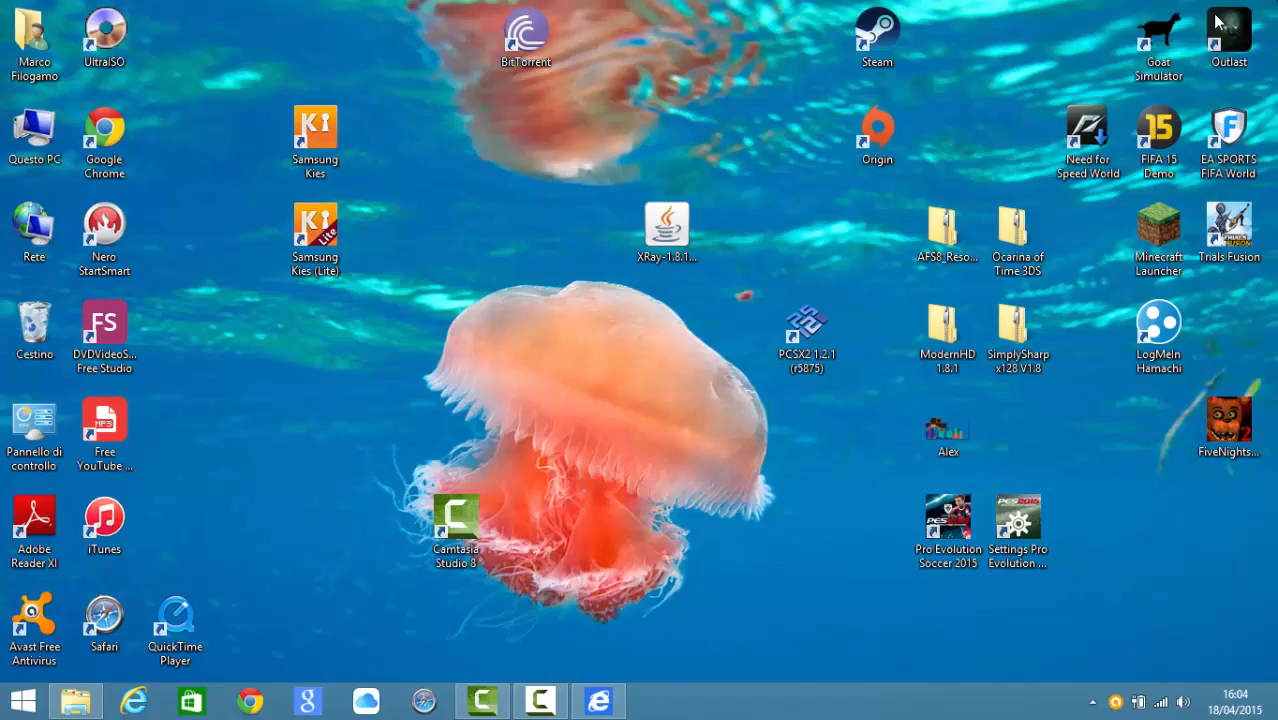 Marco
Filogamo
UltraISO
BitTorrent
Steam
Goat
Simulator
Outlast
Questo PC
Google
Chrome
Samsung
Kies
Origin
Need for
Speed World
15
FIFA 15
Demo
EA SPORTS
FIFA World
Rete
Nero
StartSmart
Lite
Samsung
Kies (Lite)
XRay-1.8.1...
AFS8_Reso...
Ocarina of
Time 3DS
Minecraft
Launcher
Trials Fusion
Cestino
FS
DVDVideoS...
Free Studio
PCSX2 1.2.1
(r5875)
ModernHD
1.8.1
SimplySharp
x128 V1.8
LogMeIn
Hamachi
Pannello di
controllo
MP3
Free
YouTube ...
Alex
2
FiveNights...
Adobe
Reader XI
iTunes
Camtasia
Studio 8
Pro Evolution
Soccer 2015
Settings Pro
Evolution ...
Avast Free
Antivirus
Safari
QuickTime
Player
16:04
18/04/2015